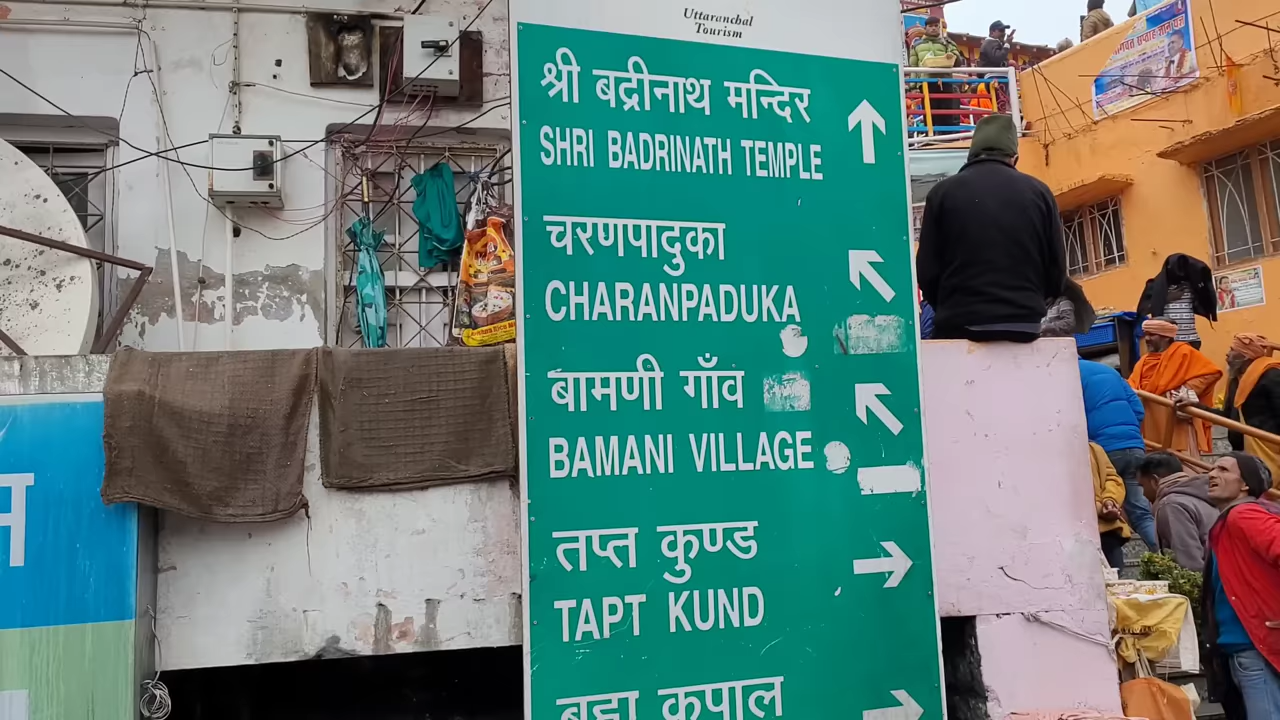 Uttaranchal
Tourism
श्री बद्रीनाथ मन्दिर
SHRI BADRINATH TEMPLE
चरणपादुका
CHARANPADUKA
बामणी गाँव
BAMANI VILLAGE
तप्त कुण्ड
TAPT KUND
ब्रह्म कपाल